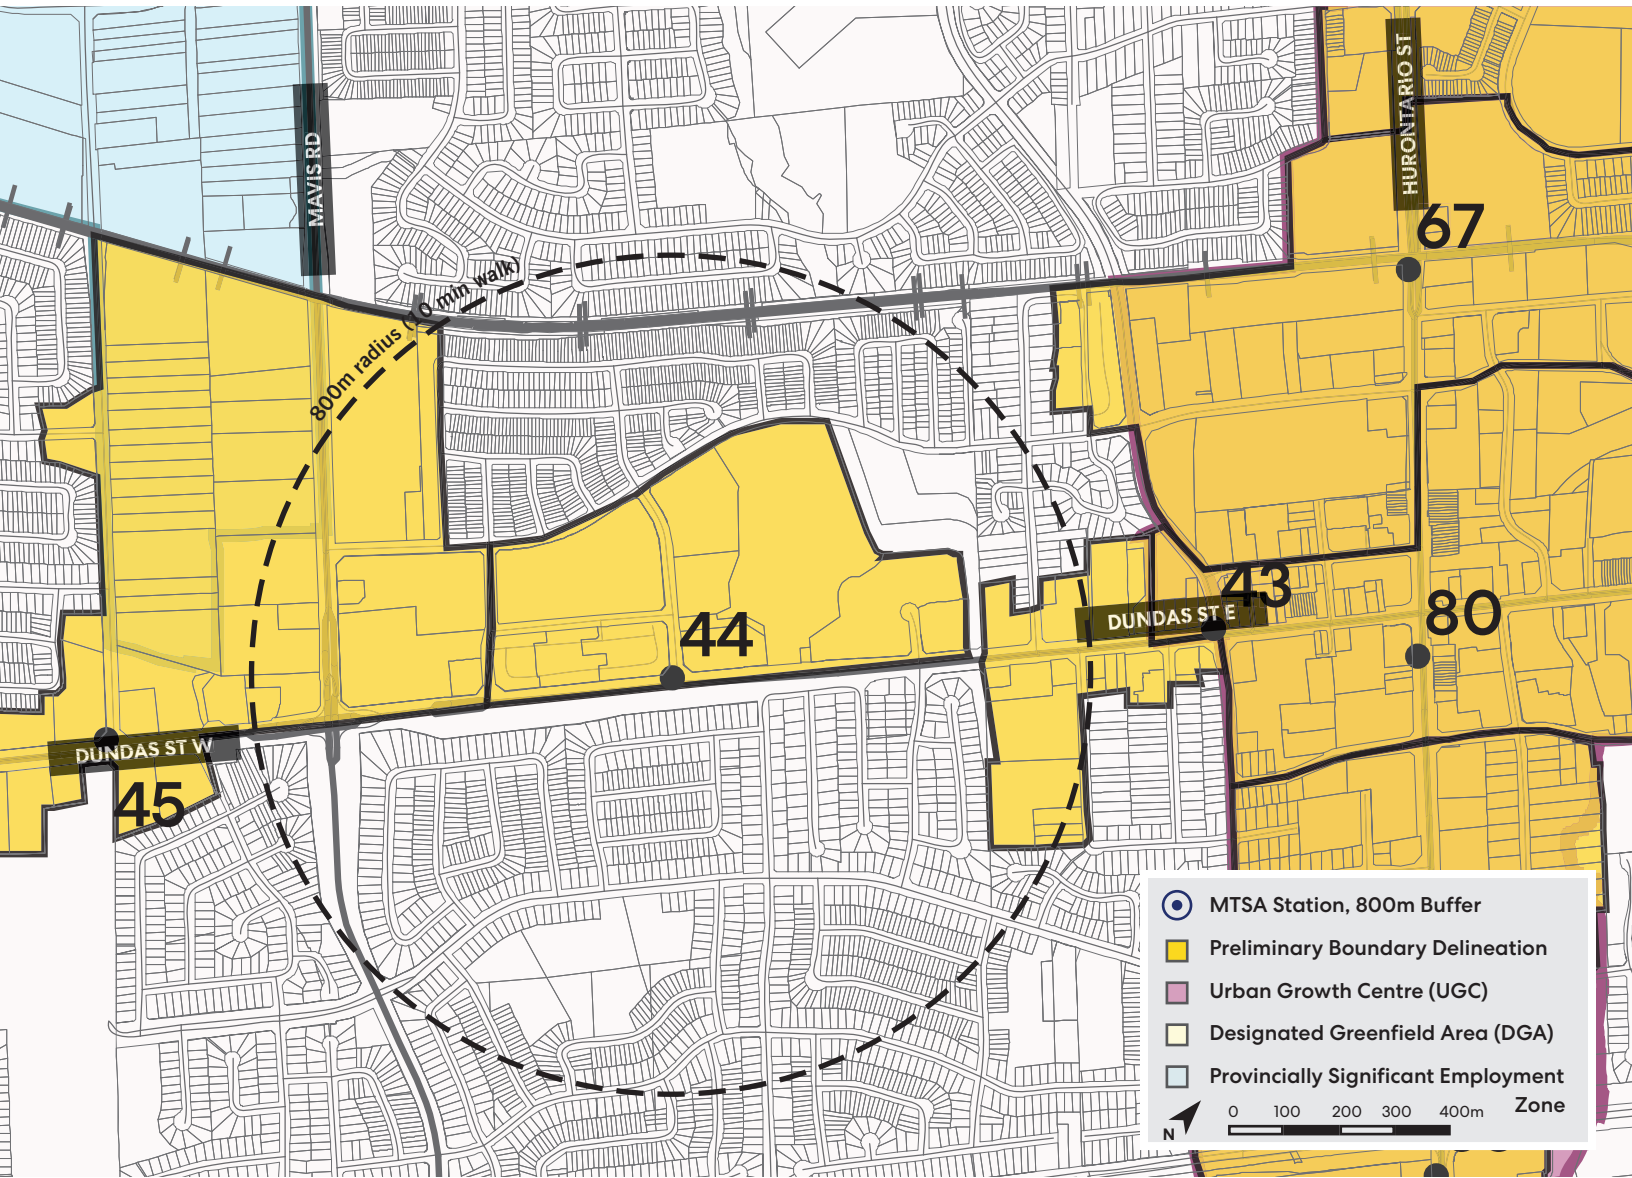 HURONTARIO ST
MAVIS RD
67
800m radius (10 min walk)
43
DUNDAS ST E
80
44
DUNDAS ST W
45
MTSA Station, 800m Buffer
Preliminary Boundary Delineation
Urban Growth Centre (UGC)
Designated Greenfield Area (DGA)
Provincially Significant Employment
Zone
0 100 200 300 400m
N